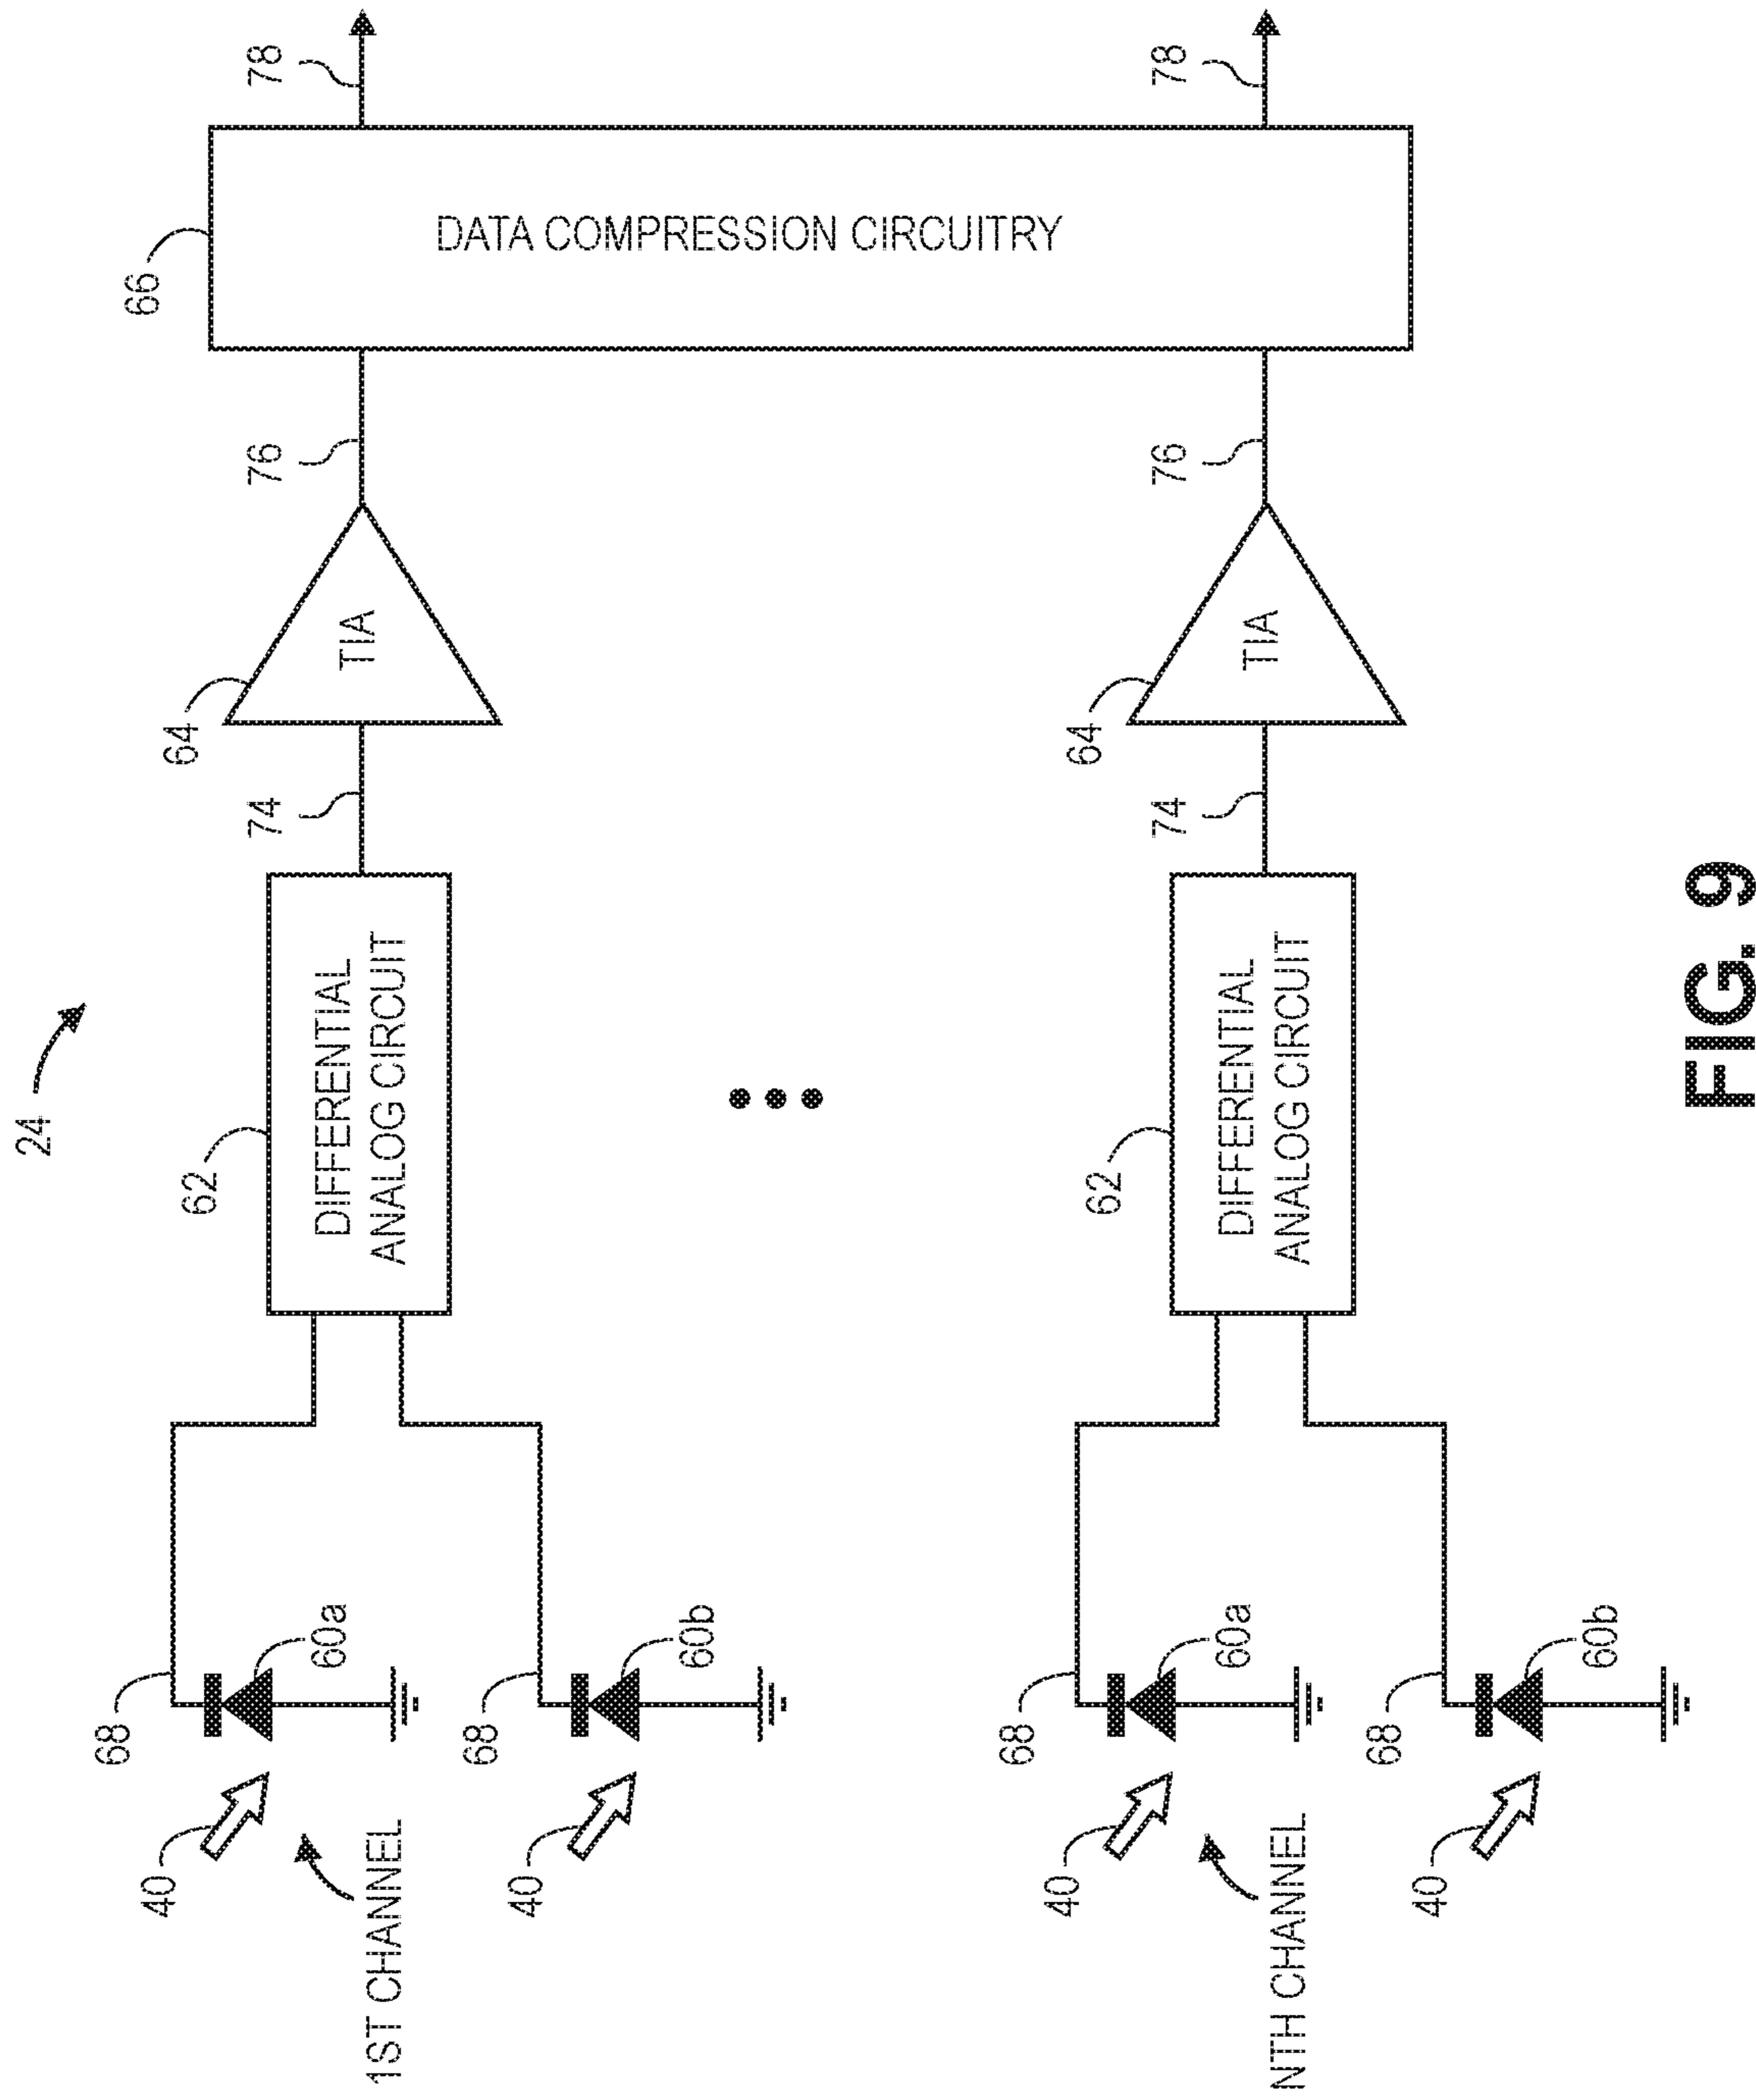 24
68
40
60a
1ST CHANNEL
68
40
60b
62
DIFFERENTIAL
ANALOG CIRCUIT
74
64
TIA
76
66
DATA COMPRESSION CIRCUITRY
78
68
40
60a
NTH CHANNEL
68
40
60b
62
DIFFERENTIAL
ANALOG CIRCUIT
74
64
TIA
76
78
FIG. 9